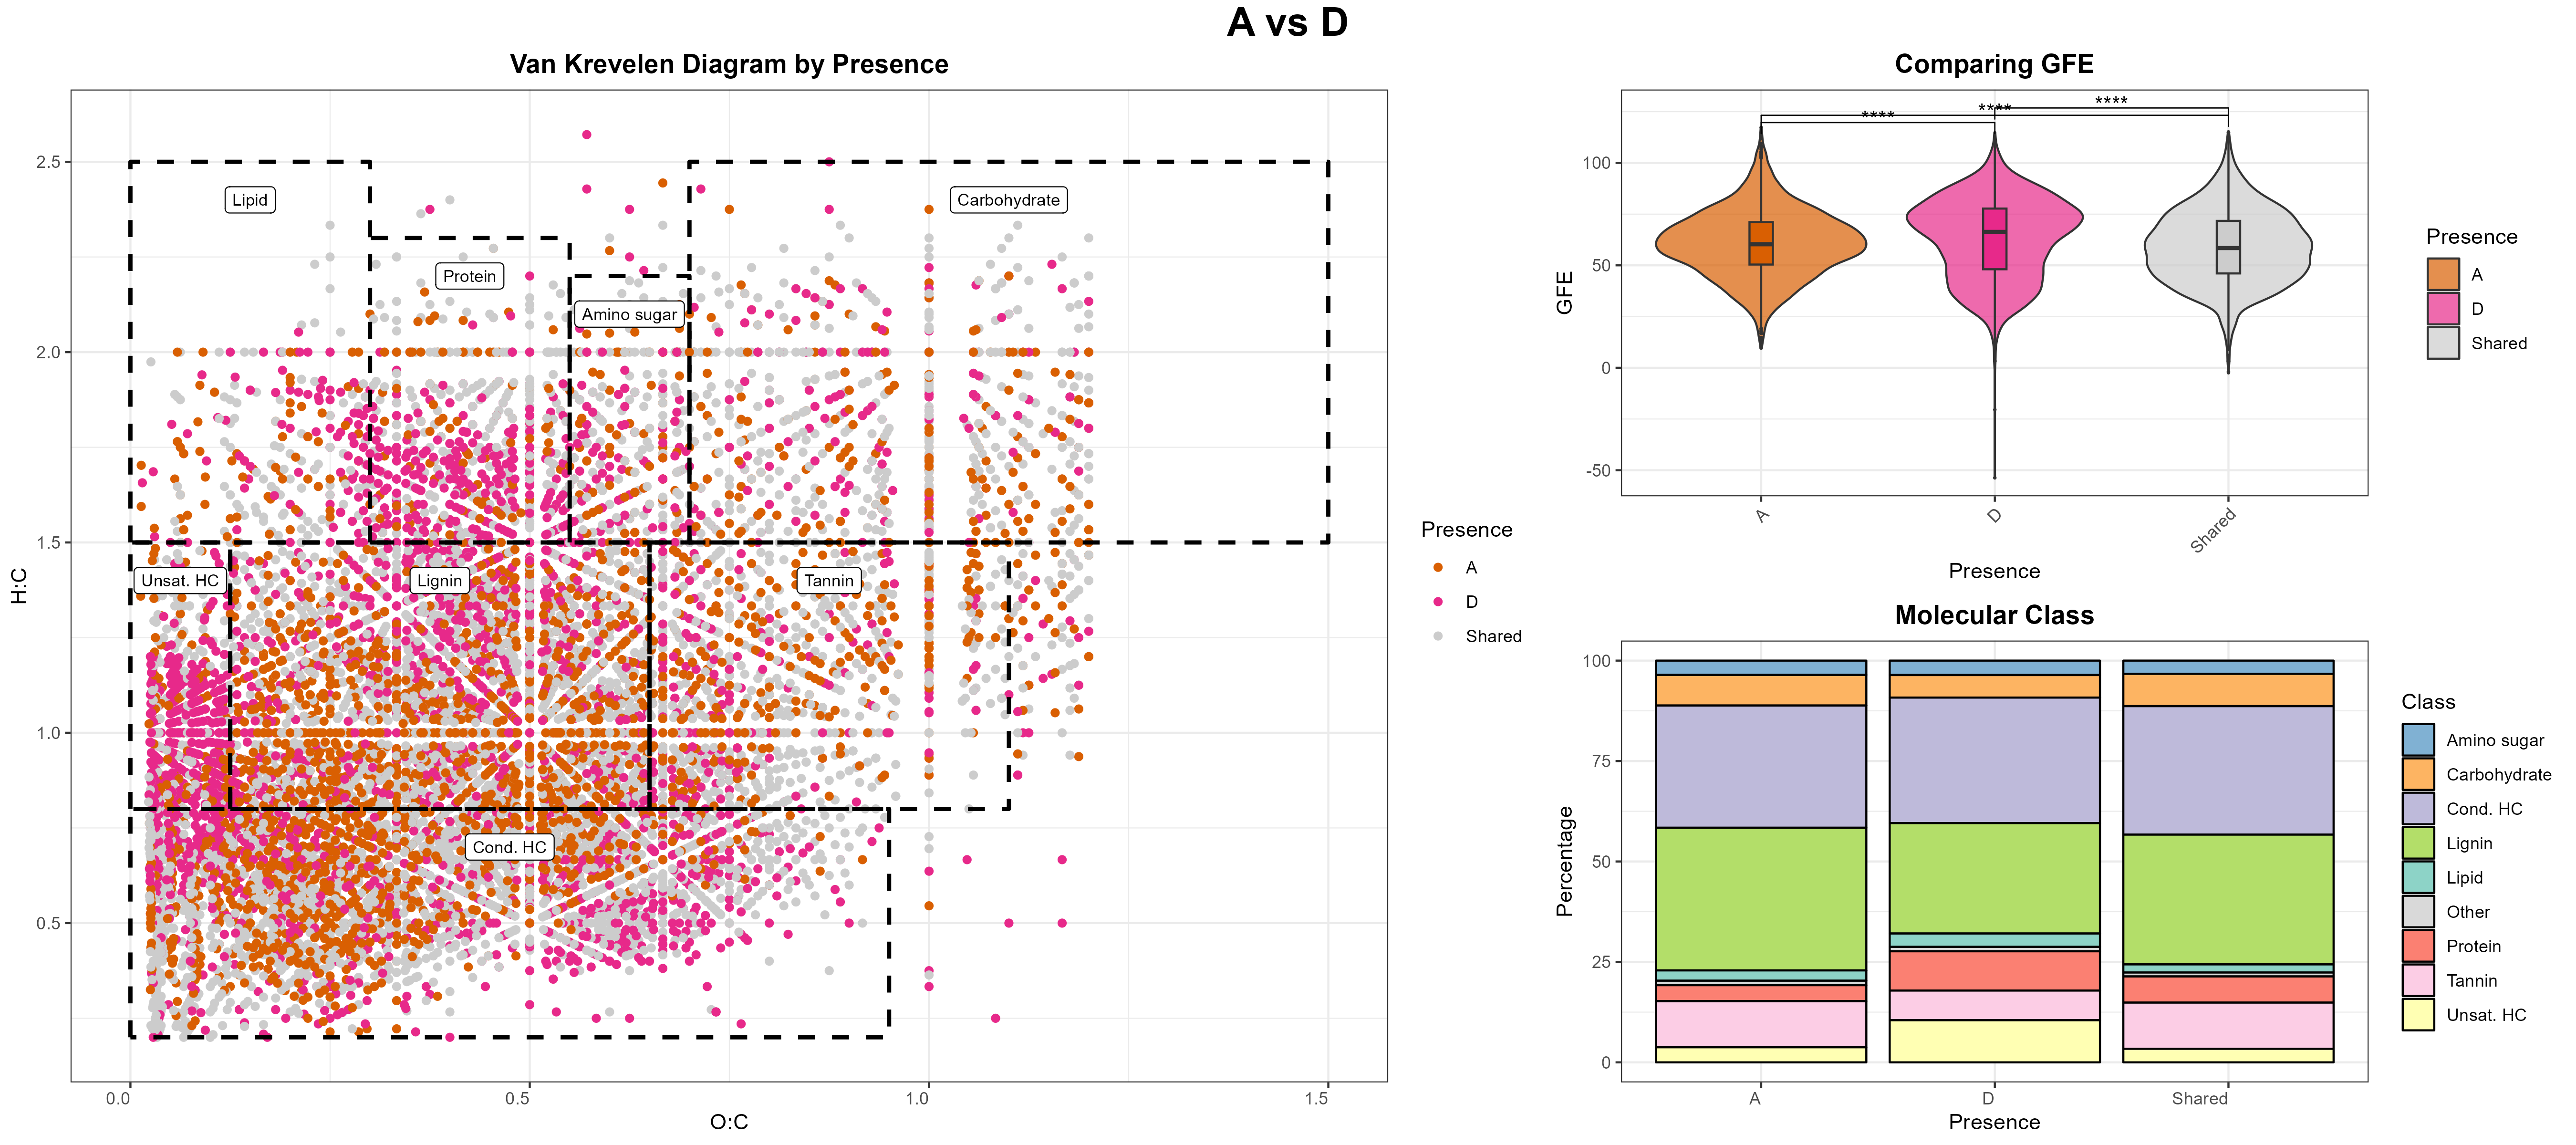 A vs D
Van Krevelen Diagram by Presence
H:C
2.5
2.0
1.5
1.0
0.5
0.0
0.5
1.0
1.5
O:C
Lipid
Carbohydrate
Protein
Amino sugar
Unsat. HC
Lignin
Tannin
Cond. HC
Presence
A
D
Shared
Comparing GFE
GFE
100
50
0
-50
****
****
****
A
D
Shared
Presence
Presence
A
D
Shared
Molecular Class
Percentage
100
75
50
25
0
A
D
Shared
Presence
Class
Amino sugar
Carbohydrate
Cond. HC
Lignin
Lipid
Other
Protein
Tannin
Unsat. HC